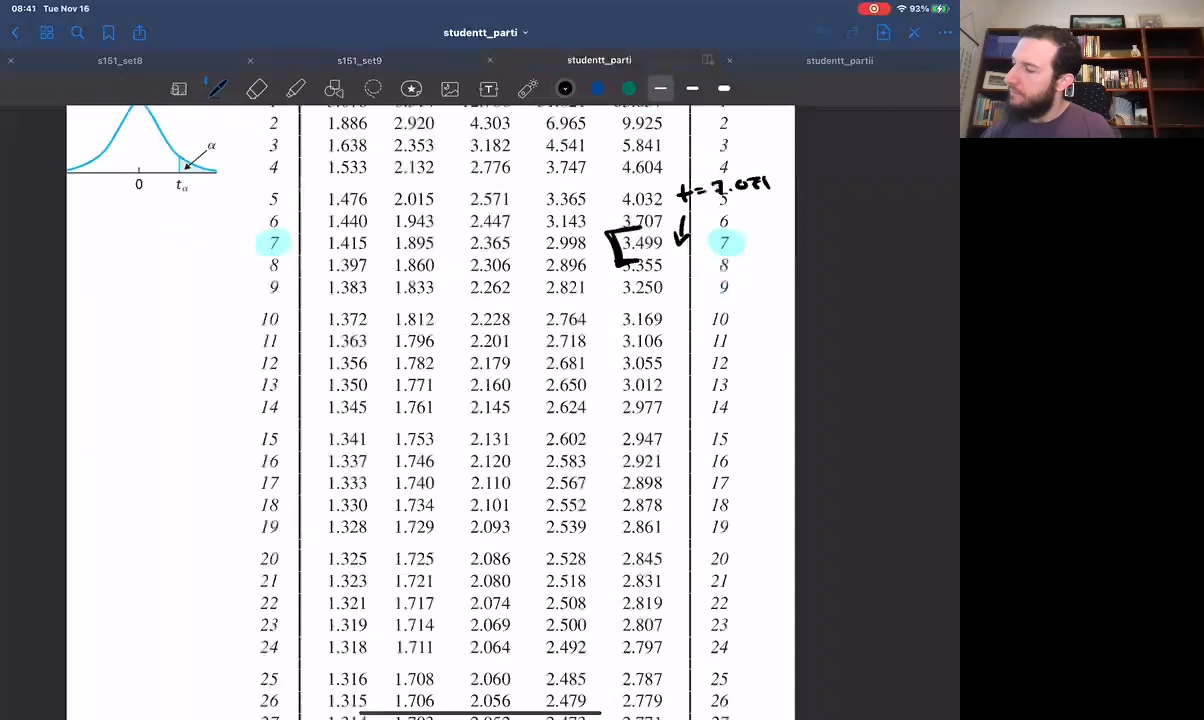 08:41 Tue Nov 16 93%
studentt_parti
s151_set8 s151_set9 studentt_parti studentt_partii
2 1.886 2.920 4.303 6.965 9.925 2
3 1.638 2.353 3.182 4.541 5.841 3
α
4 1.533 2.132 2.776 3.747 4.604 4
0 tα
t = 7.071
5 1.476 2.015 2.571 3.365 4.032 5
6 1.440 1.943 2.447 3.143 3.707 6
7 1.415 1.895 2.365 2.998 3.499 7
8 1.397 1.860 2.306 2.896 3.355 8
9 1.383 1.833 2.262 2.821 3.250 9
10 1.372 1.812 2.228 2.764 3.169 10
11 1.363 1.796 2.201 2.718 3.106 11
12 1.356 1.782 2.179 2.681 3.055 12
13 1.350 1.771 2.160 2.650 3.012 13
14 1.345 1.761 2.145 2.624 2.977 14
15 1.341 1.753 2.131 2.602 2.947 15
16 1.337 1.746 2.120 2.583 2.921 16
17 1.333 1.740 2.110 2.567 2.898 17
18 1.330 1.734 2.101 2.552 2.878 18
19 1.328 1.729 2.093 2.539 2.861 19
20 1.325 1.725 2.086 2.528 2.845 20
21 1.323 1.721 2.080 2.518 2.831 21
22 1.321 1.717 2.074 2.508 2.819 22
23 1.319 1.714 2.069 2.500 2.807 23
24 1.318 1.711 2.064 2.492 2.797 24
25 1.316 1.708 2.060 2.485 2.787 25
26 1.315 1.706 2.056 2.479 2.779 26